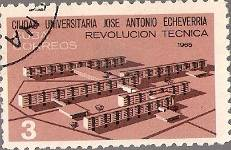 CIUDAD UNIVERSITARIA JOSE ANTONIO ECHEVERRIA
CORREOS REVOLUCION TECNICA
1965
3